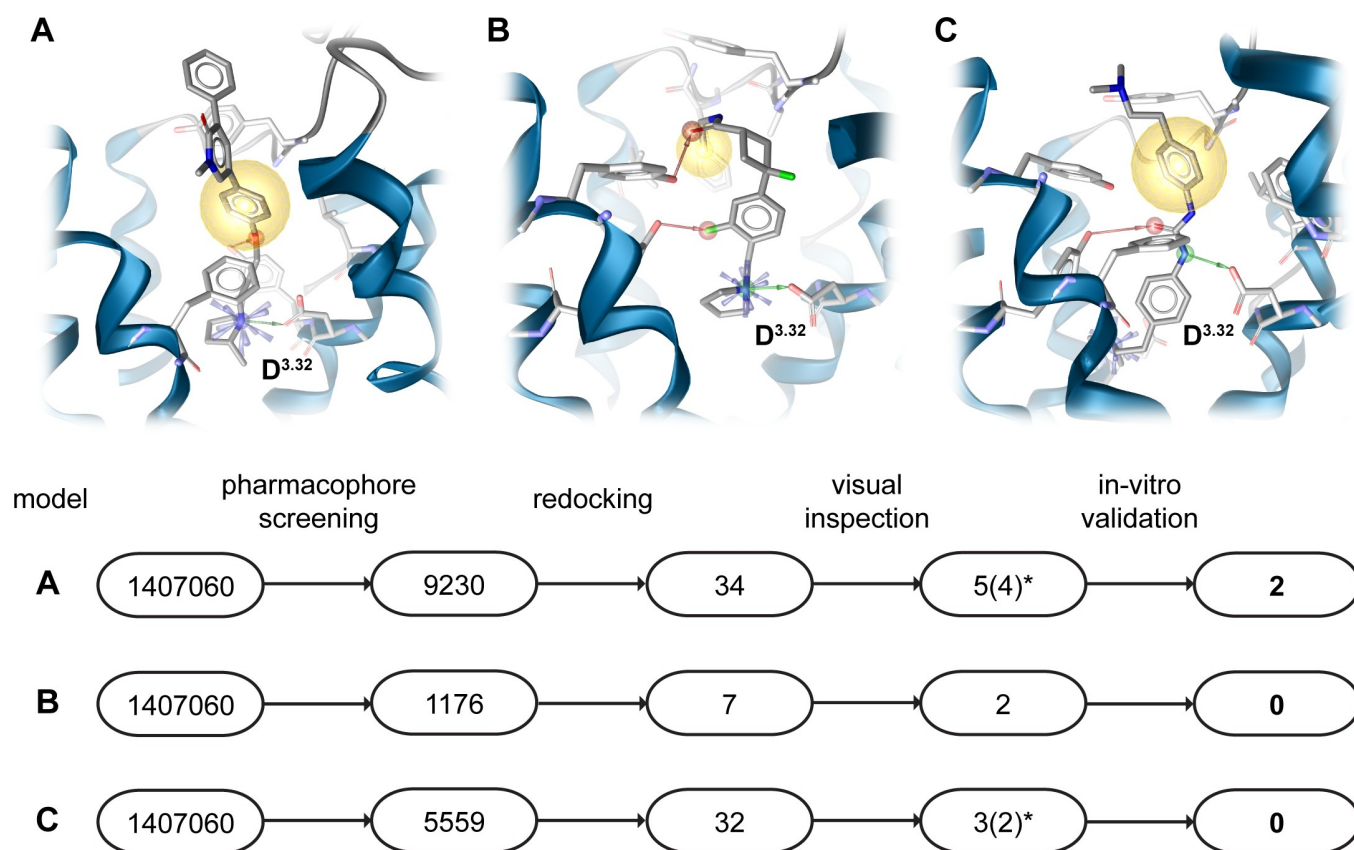 A
B
C
D3.32
D3.32
D3.32
model
pharmacophore
screening
redocking
visual
inspection
in-vitro
validation
A
1407060
9230
34
5(4)*
2
B
1407060
1176
7
2
0
C
1407060
5559
32
3(2)*
0